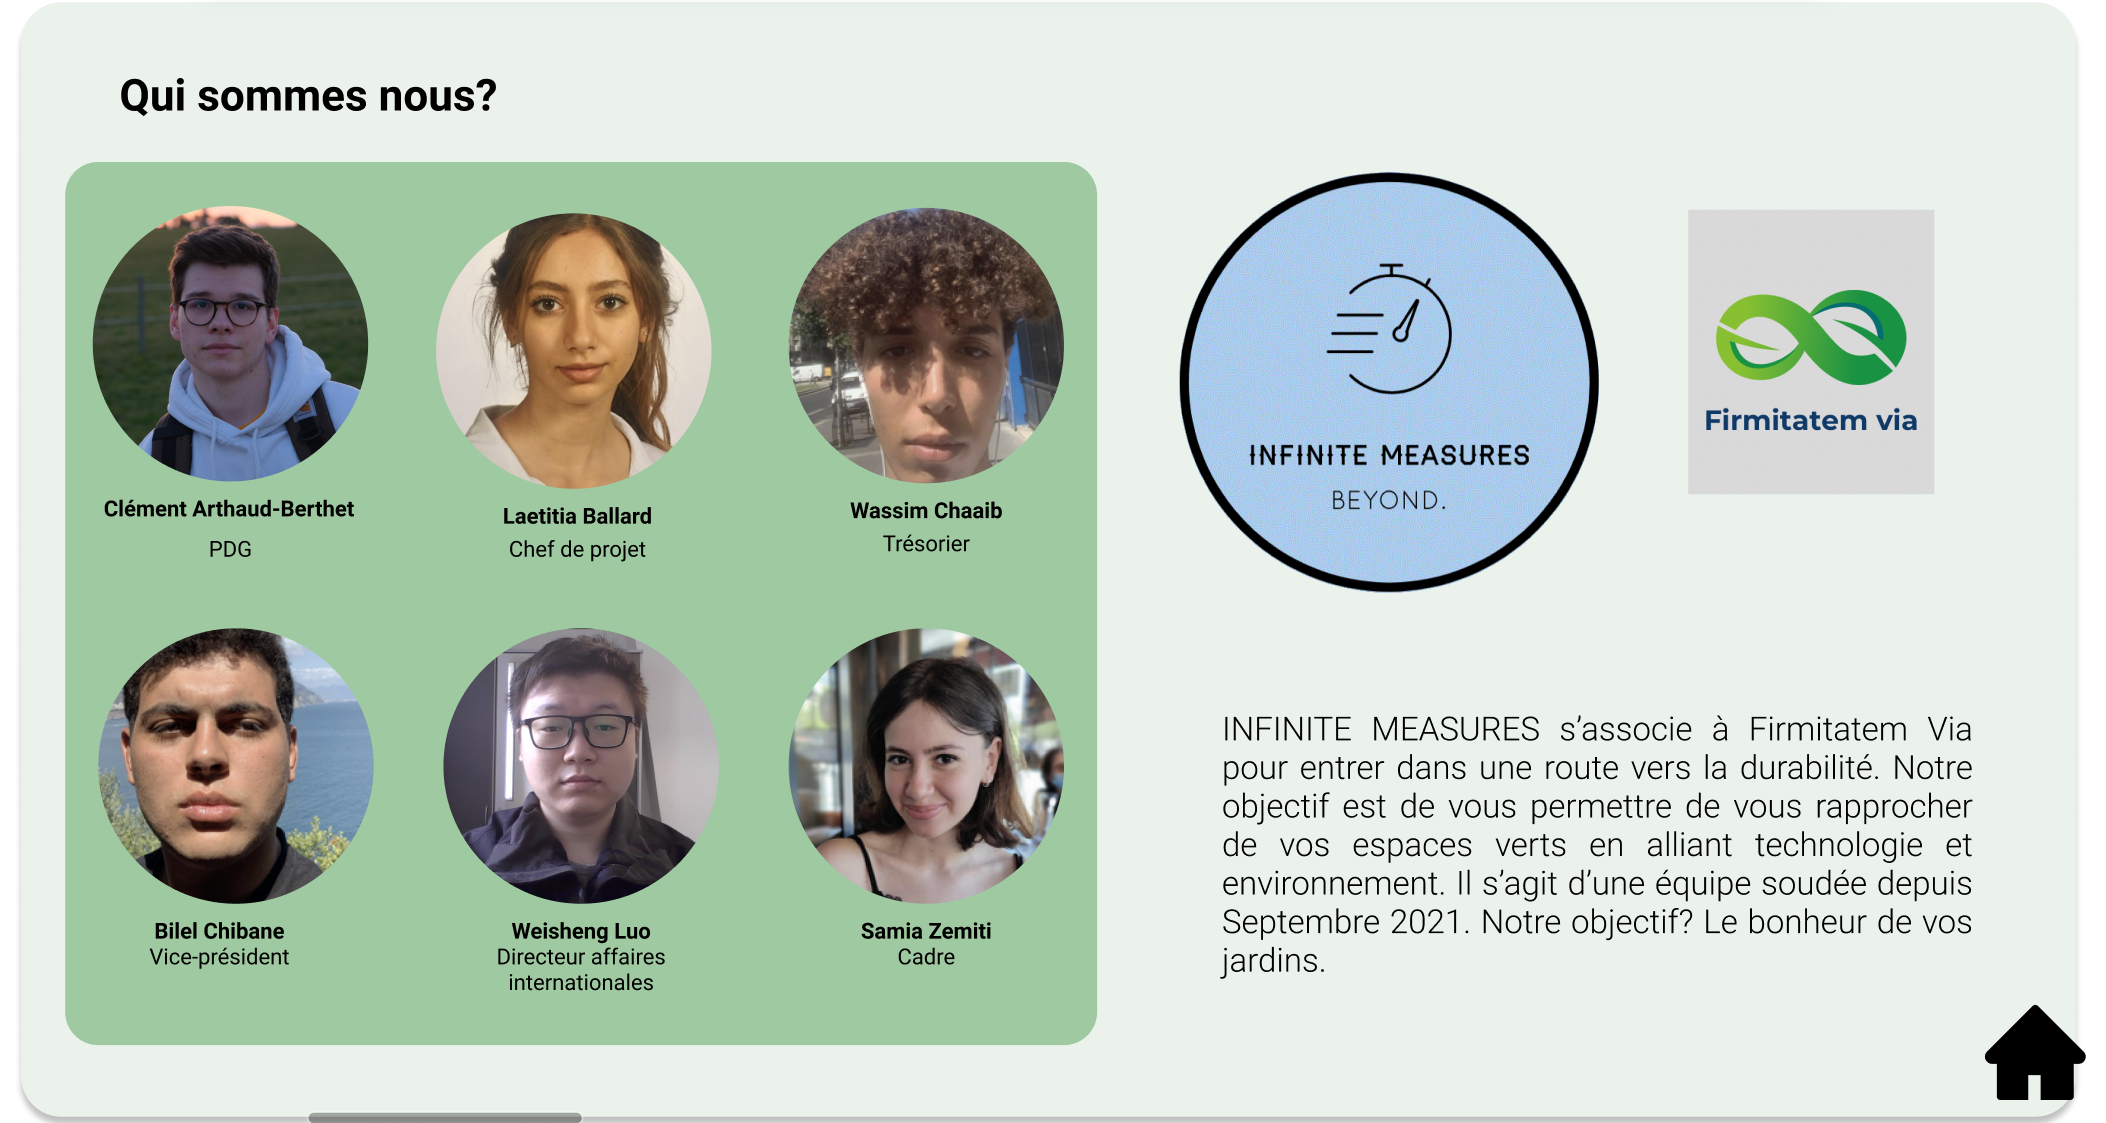 Qui sommes nous?
Clément Arthaud-Berthet
PDG
Laetitia Ballard
Chef de projet
Wassim Chaaib
Trésorier
Bilel Chibane
Vice-président
Weisheng Luo
Directeur affaires
internationales
Samia Zemiti
Cadre
INFINITE MEASURES
BEYOND.
Firmitatem via
INFINITE MEASURES s’associe à Firmitatem Via
pour entrer dans une route vers la durabilité. Notre
objectif est de vous permettre de vous rapprocher
de vos espaces verts en alliant technologie et
environnement. Il s’agit d’une équipe soudée depuis
Septembre 2021. Notre objectif? Le bonheur de vos
jardins.